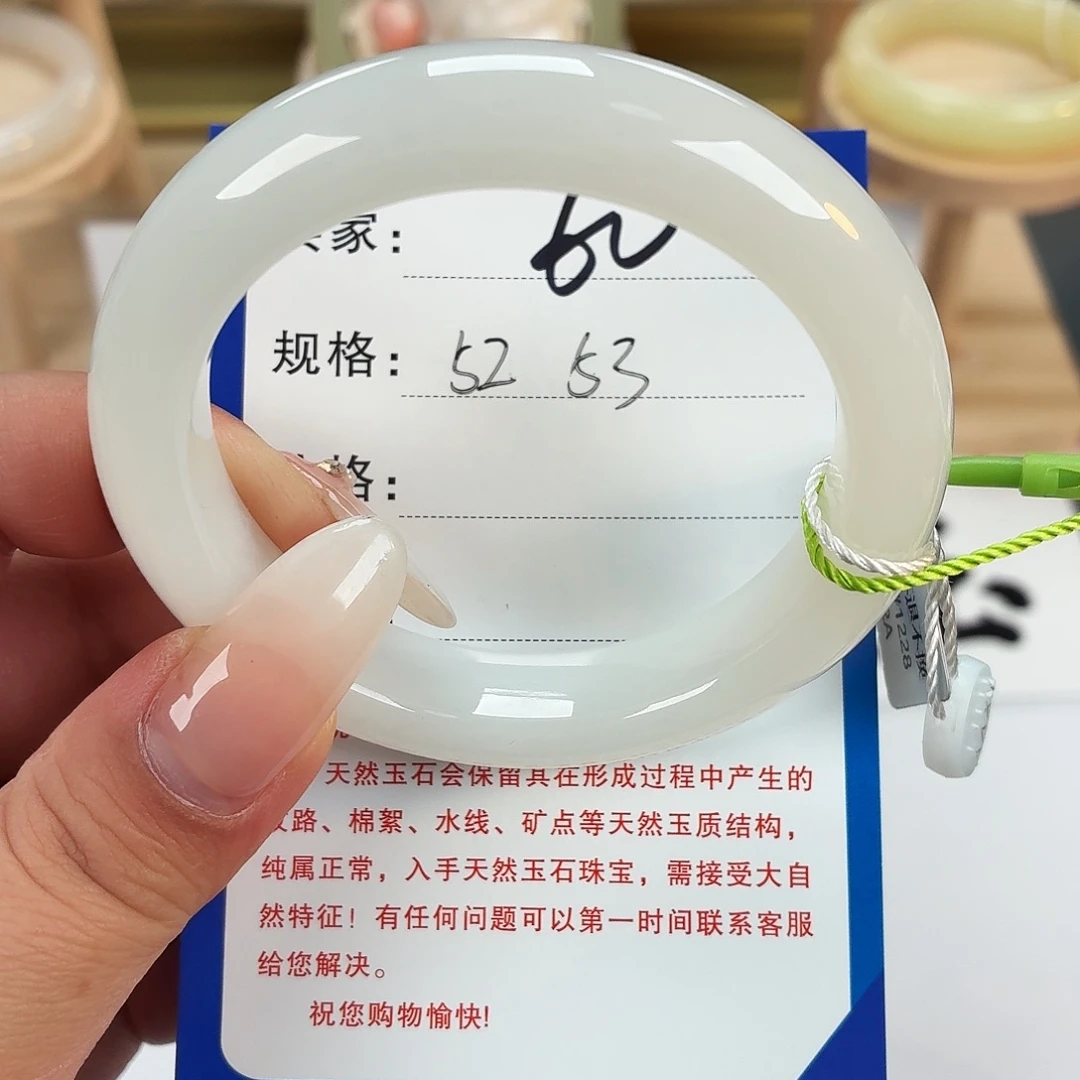 家：
规格：52 53
格：
天然玉石会保留其在形成过程中产生的
路、棉絮、水线、矿点等天然玉质结构，
纯属正常，入手天然玉石珠宝，需接受大自
然特征！有任何问题可以第一时间联系客服
给您解决。
祝您购物愉快！
退不换
1228